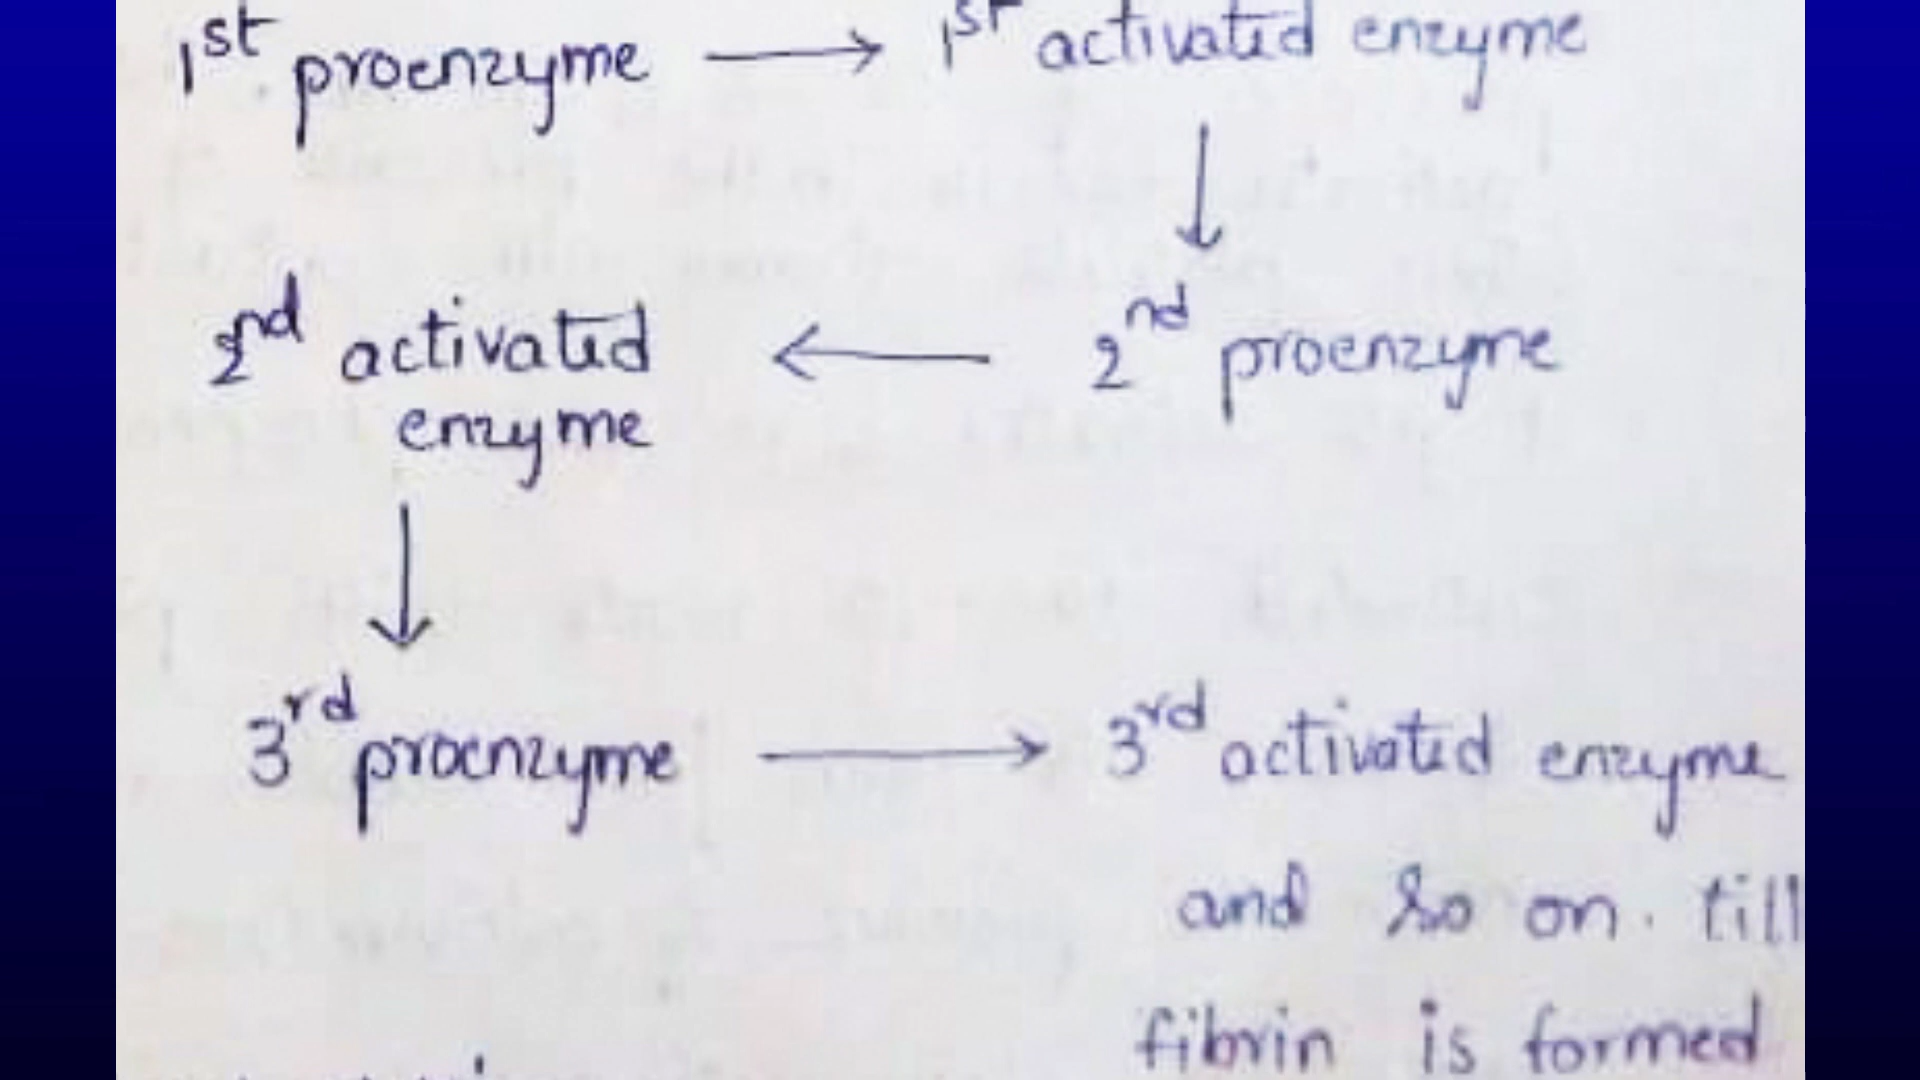 1st proenzyme → 1st activated enzyme
↓
2nd activated ← 2nd proenzyme
enzyme
↓
3rd proenzyme → 3rd activated enzyme
and so on. till
fibrin is formed